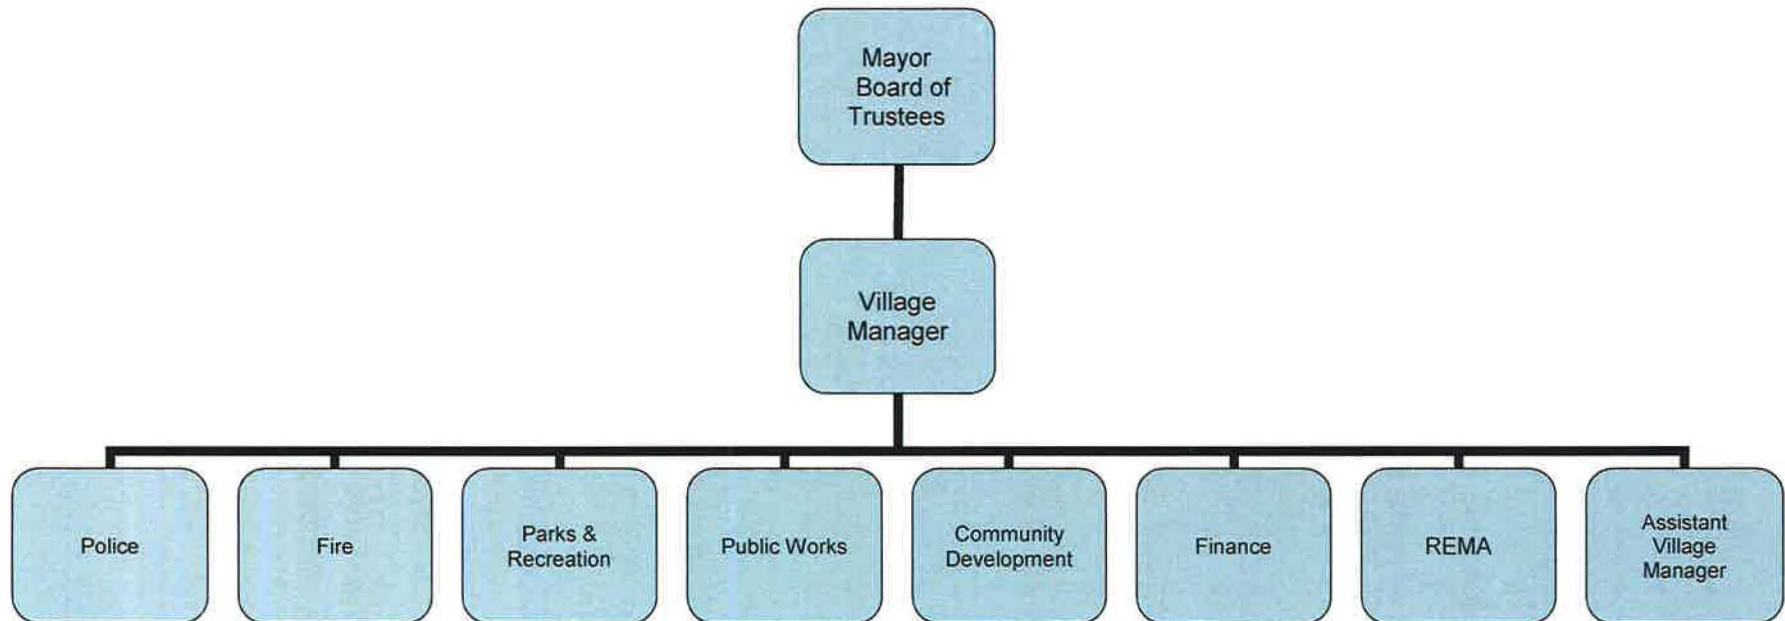 Mayor
Board of
Trustees
Village
Manager
Police
Fire
Parks &
Recreation
Public Works
Community
Development
Finance
REMA
Assistant
Village
Manager